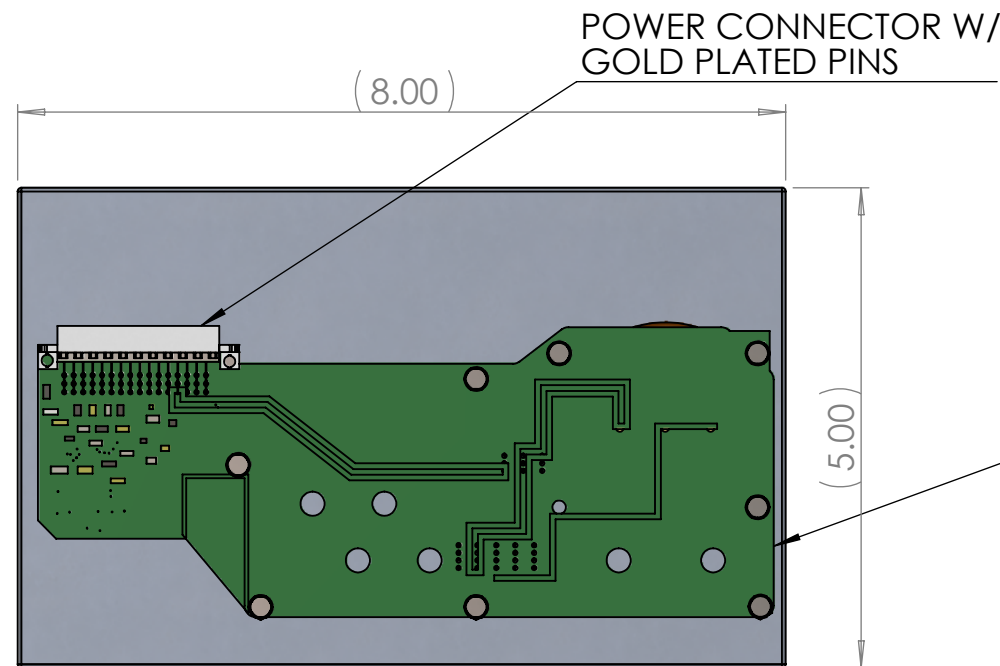 POWER CONNECTOR W/
GOLD PLATED PINS
(8.00)
(5.00)